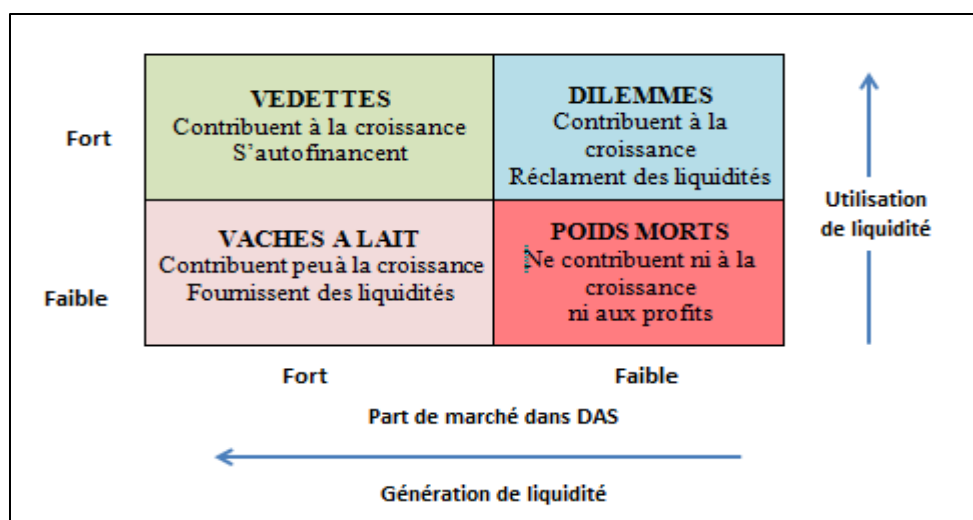 VEDETTES
Contribuent à la croissance
S'autofinancent
DILEMMES
Contribuent à la
croissance
Réclament des liquidités
Fort
VACHES A LAIT
Contribuent peu à la croissance
Fournissent des liquidités
POIDS MORTS
Ne contribuent ni à la
croissance
ni aux profits
Faible
Utilisation
de liquidité
Fort
Faible
Part de marché dans DAS
Génération de liquidité